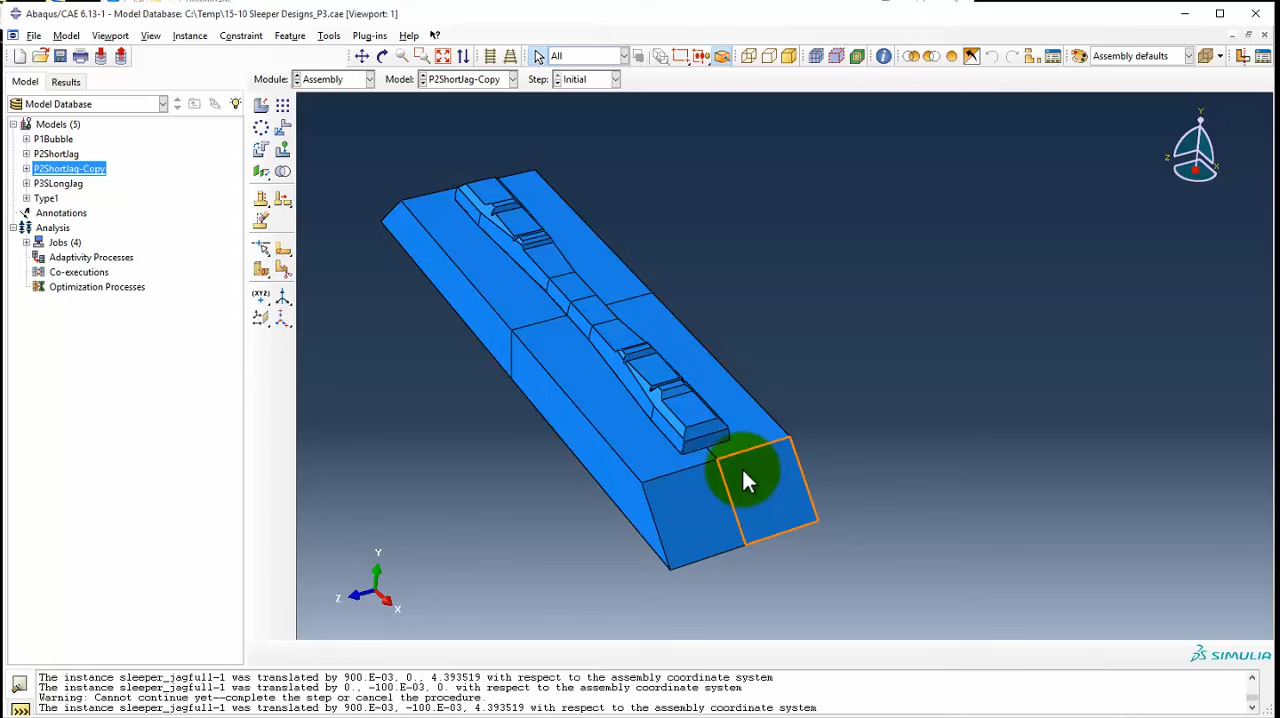 Abaqus/CAE 6.13-1 - Model Database: C:\Temp\15-10 Sleeper Designs_P3.cae [Viewport: 1]
File Model Viewport View Instance Constraint Feature Tools Plug-ins Help
All Assembly defaults
Model Results Module: Assembly Model: P2ShortJag-Copy Step: Initial
Model Database
Models (5)
P1Bubble
P2ShortJag
P2ShortJag-Copy
P3SLongJag
Type1
Annotations
Analysis
Jobs (4)
Adaptivity Processes
Co-executions
Optimization Processes
(XYZ)
Y
Z
X
Y
Z
X
SIMULIA
The instance sleeper_jagfull-1 was translated by 900.E-03, 0., 4.393519 with respect to the assembly coordinate system
The instance sleeper_jagfull-1 was translated by 0., -100.E-03, 0. with respect to the assembly coordinate system
Warning: Cannot continue yet--complete the step or cancel the procedure.
The instance sleeper_jagfull-1 was translated by 900.E-03, -100.E-03, 4.393519 with respect to the assembly coordinate system
>>>